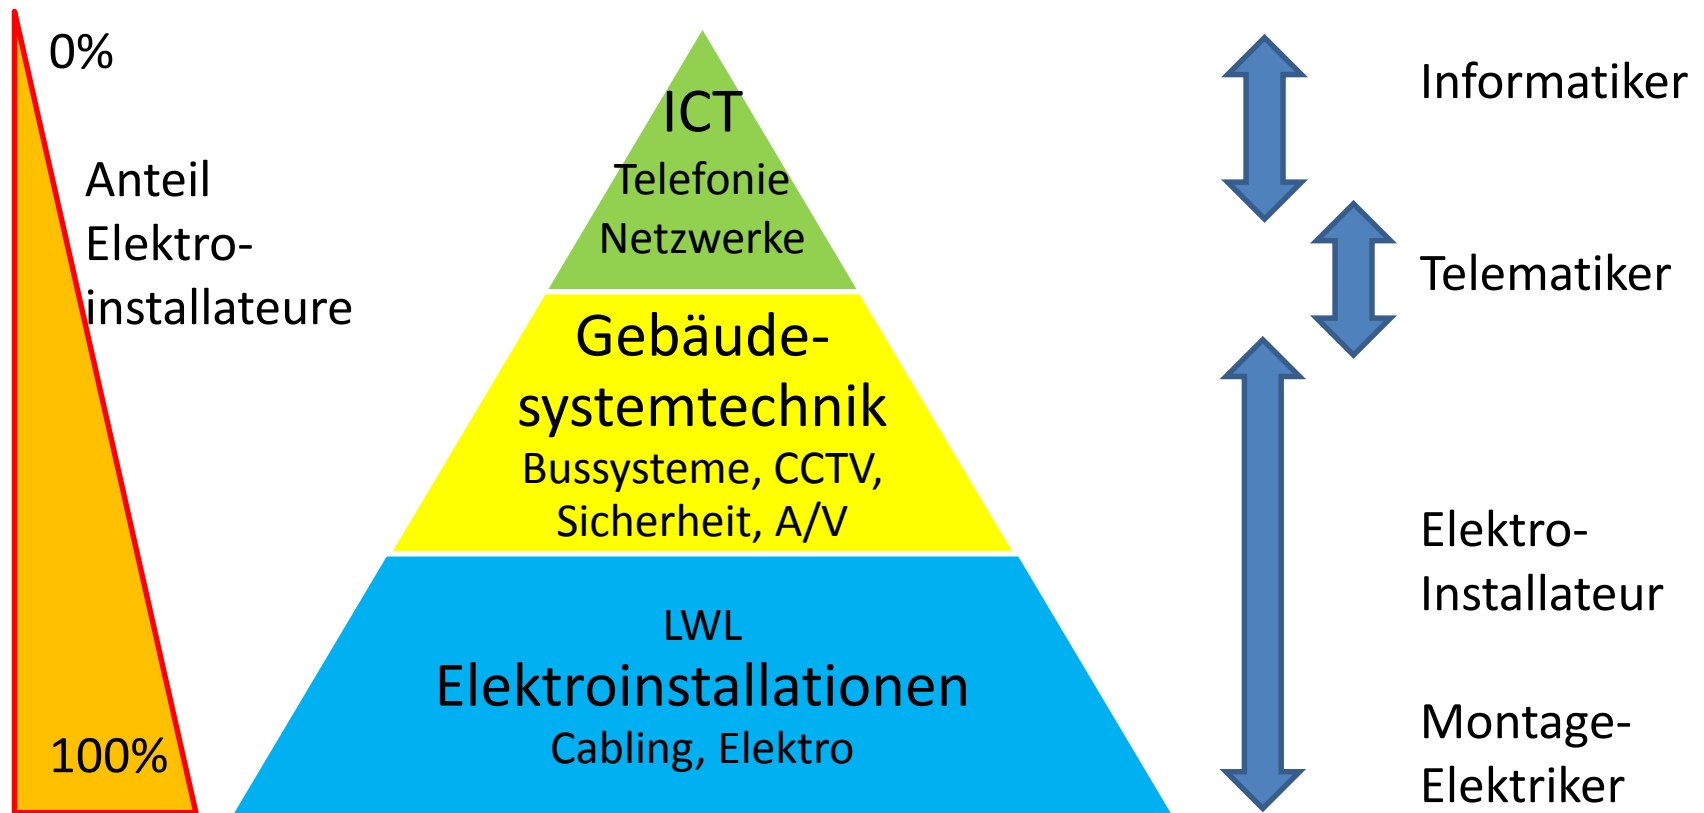 0%
Anteil
Elektro-
installateure
100%
ICT
Telefonie
Netzwerke
Gebäude-
systemtechnik
Bussysteme, CCTV,
Sicherheit, A/V
LWL
Elektroinstallationen
Cabling, Elektro
Informatiker
Telematiker
Elektro-
Installateur
Montage-
Elektriker